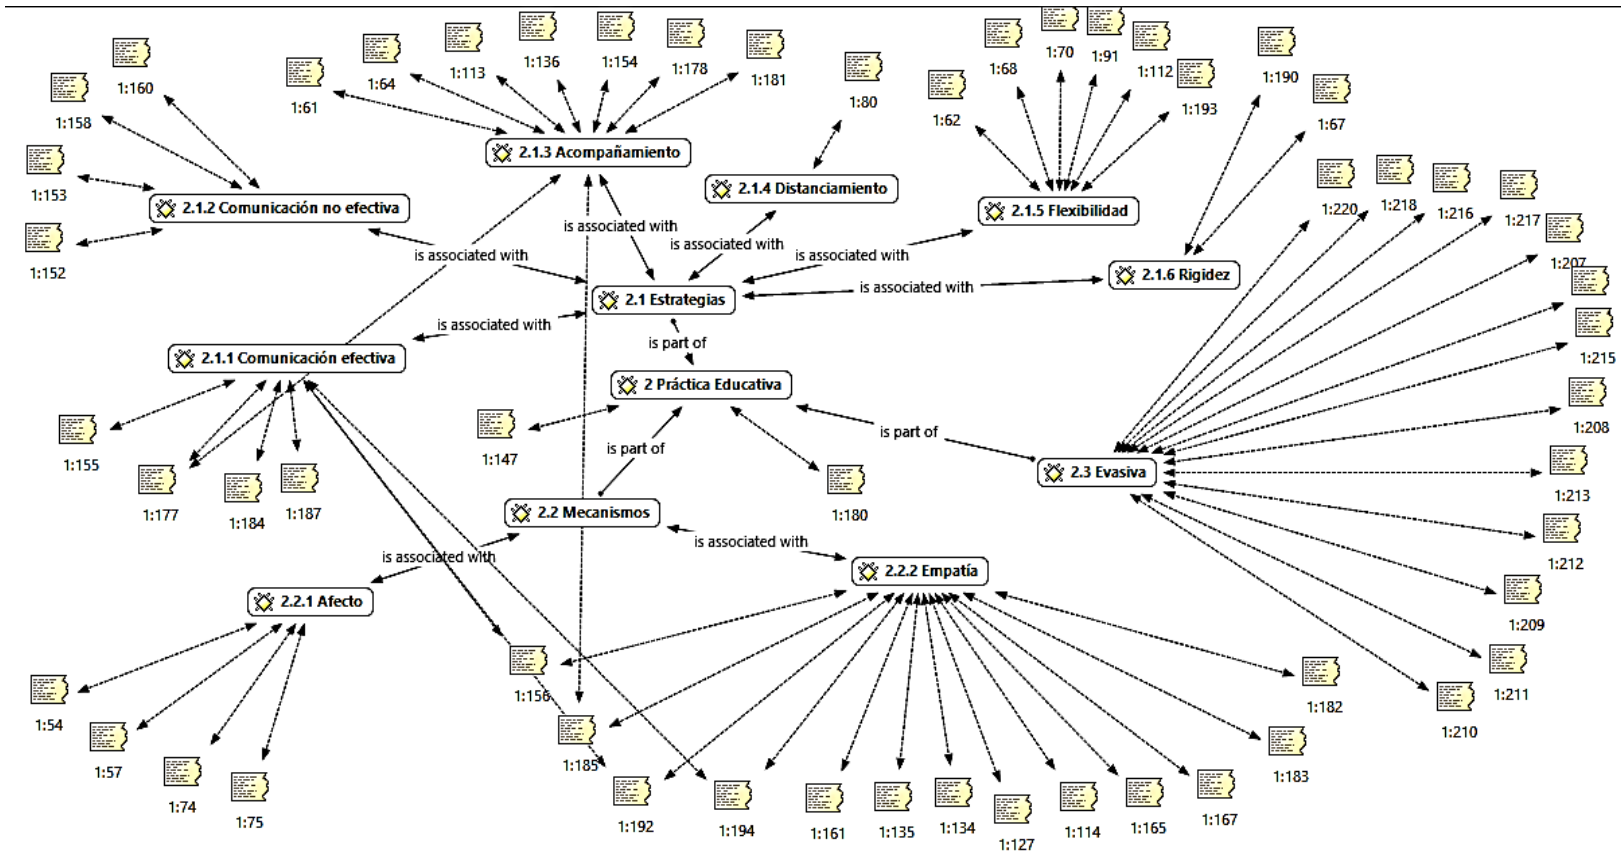 1:70
1:91
1:68
1:112
1:64
1:113
1:136
1:154
1:178
1:181
1:190
1:160
1:61
1:80
1:62
1:193
1:67
1:158
2.1.3 Acompañamiento
1:153
2.1.4 Distanciamiento
2.1.2 Comunicación no efectiva
2.1.5 Flexibilidad
1:220
1:218
1:216
1:217
is associated with
is associated with
is associated with
is associated with
1:152
1:207
2.1.6 Rigidez
is associated with
2.1 Estrategias
is associated with
is part of
2.1.1 Comunicación efectiva
1:215
2 Práctica Educativa
1:208
is part of
1:147
is part of
1:155
2.3 Evasiva
1:213
1:177
1:184
1:187
2.2 Mecanismos
1:180
is associated with
is associated with
1:212
2.2.2 Empatía
2.2.1 Afecto
1:209
1:156
1:182
1:211
1:54
1:210
1:185
1:183
1:57
1:74
1:75
1:192
1:194
1:161
1:135
1:134
1:127
1:114
1:165
1:167